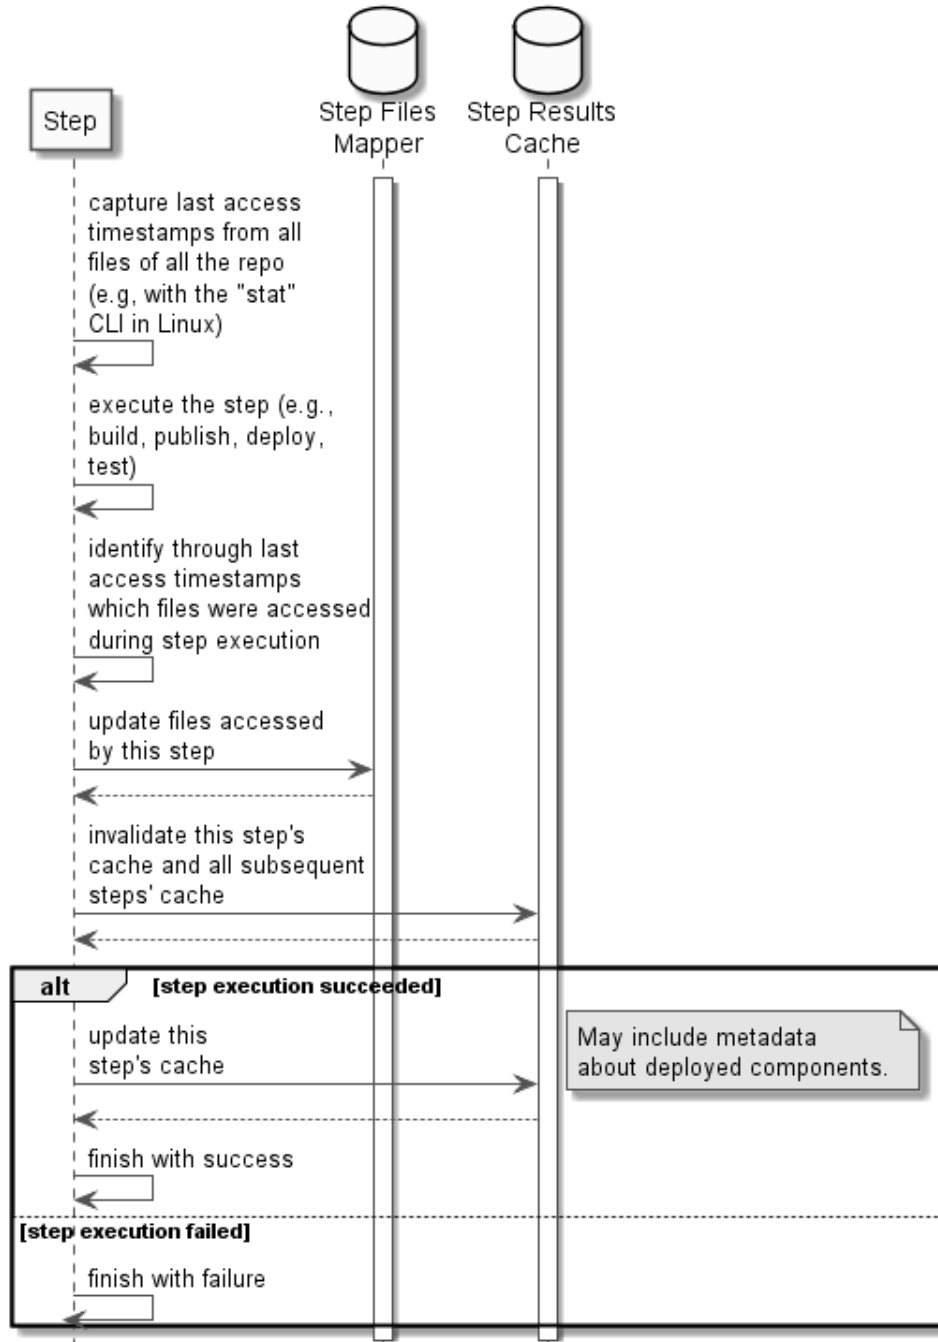 Step
Step Files
Mapper
Step Results
Cache
capture last access
timestamps from all
files of all the repo
(e.g, with the "stat"
CLI in Linux)
execute the step (e.g.,
build, publish, deploy,
test)
identify through last
access timestamps
which files were accessed
during step execution
update files accessed
by this step
invalidate this step's
cache and all subsequent
steps' cache
alt
[step execution succeeded]
update this
step's cache
May include metadata
about deployed components.
finish with success
[step execution failed]
finish with failure